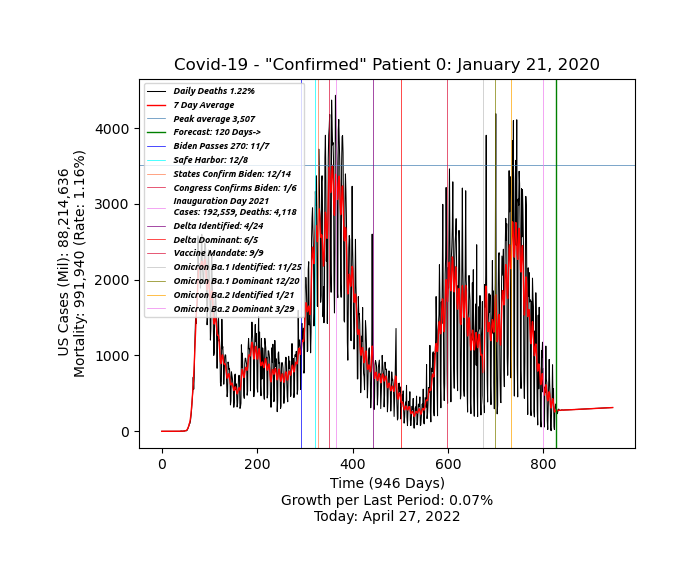 Covid-19 - "Confirmed" Patient 0: January 21, 2020
Daily Deaths 1.22%
7 Day Average
Peak average 3,507
Forecast: 120 Days->
Biden Passes 270: 11/7
Safe Harbor: 12/8
States Confirm Biden: 12/14
Congress Confirms Biden: 1/6
Inauguration Day 2021
Cases: 192,559, Deaths: 4,118
Delta Identified: 4/24
Delta Dominant: 6/5
Vaccine Mandate: 9/9
Omicron Ba.1 Identified: 11/25
Omicron Ba.1 Dominant 12/20
Omicron Ba.2 Identified 1/21
Omicron Ba.2 Dominant 3/29
US Cases (Mil): 88,214,636
Mortality: 991,940 (Rate: 1.16%)
4000
3000
2000
1000
0
0 200 400 600 800
Time (946 Days)
Growth per Last Period: 0.07%
Today: April 27, 2022